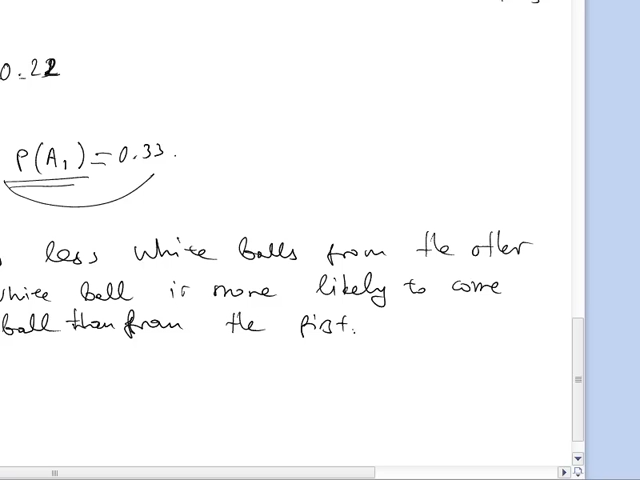 0.22
P(A₁) = 0.33.
less white balls from the other
white ball is more likely to come
ball than from the first.